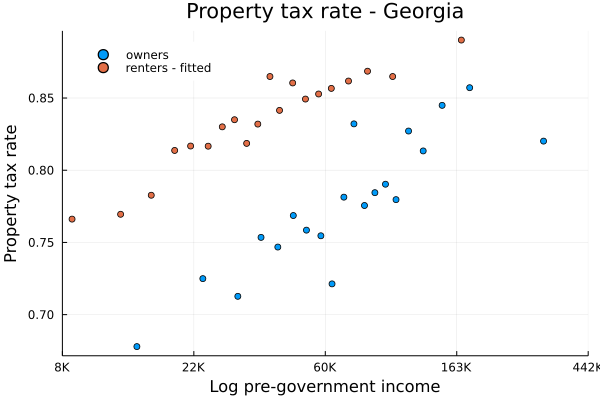 Property tax rate - Georgia
owners
renters - fitted
Property tax rate
0.85
0.80
0.75
0.70
8K 22K 60K 163K 442K
Log pre-government income